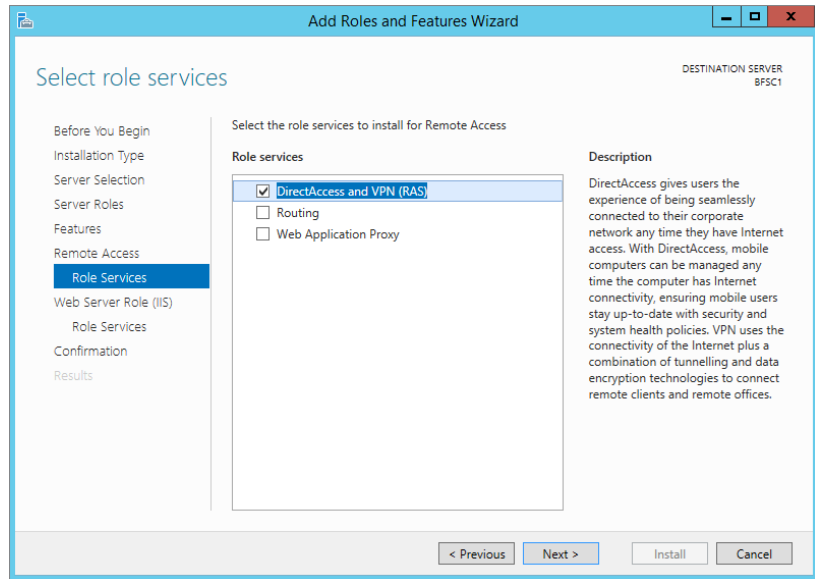 Add Roles and Features Wizard
Select role services
DESTINATION SERVER
BFSC1
Before You Begin
Installation Type
Server Selection
Server Roles
Features
Remote Access
Role Services
Web Server Role (IIS)
Role Services
Confirmation
Results
Select the role services to install for Remote Access
Role services
DirectAccess and VPN (RAS)
Routing
Web Application Proxy
Description
DirectAccess gives users the
experience of being seamlessly
connected to their corporate
network any time they have Internet
access. With DirectAccess, mobile
computers can be managed any
time the computer has Internet
connectivity, ensuring mobile users
stay up-to-date with security and
system health policies. VPN uses the
connectivity of the Internet plus a
combination of tunnelling and data
encryption technologies to connect
remote clients and remote offices.
< Previous
Next >
Install
Cancel